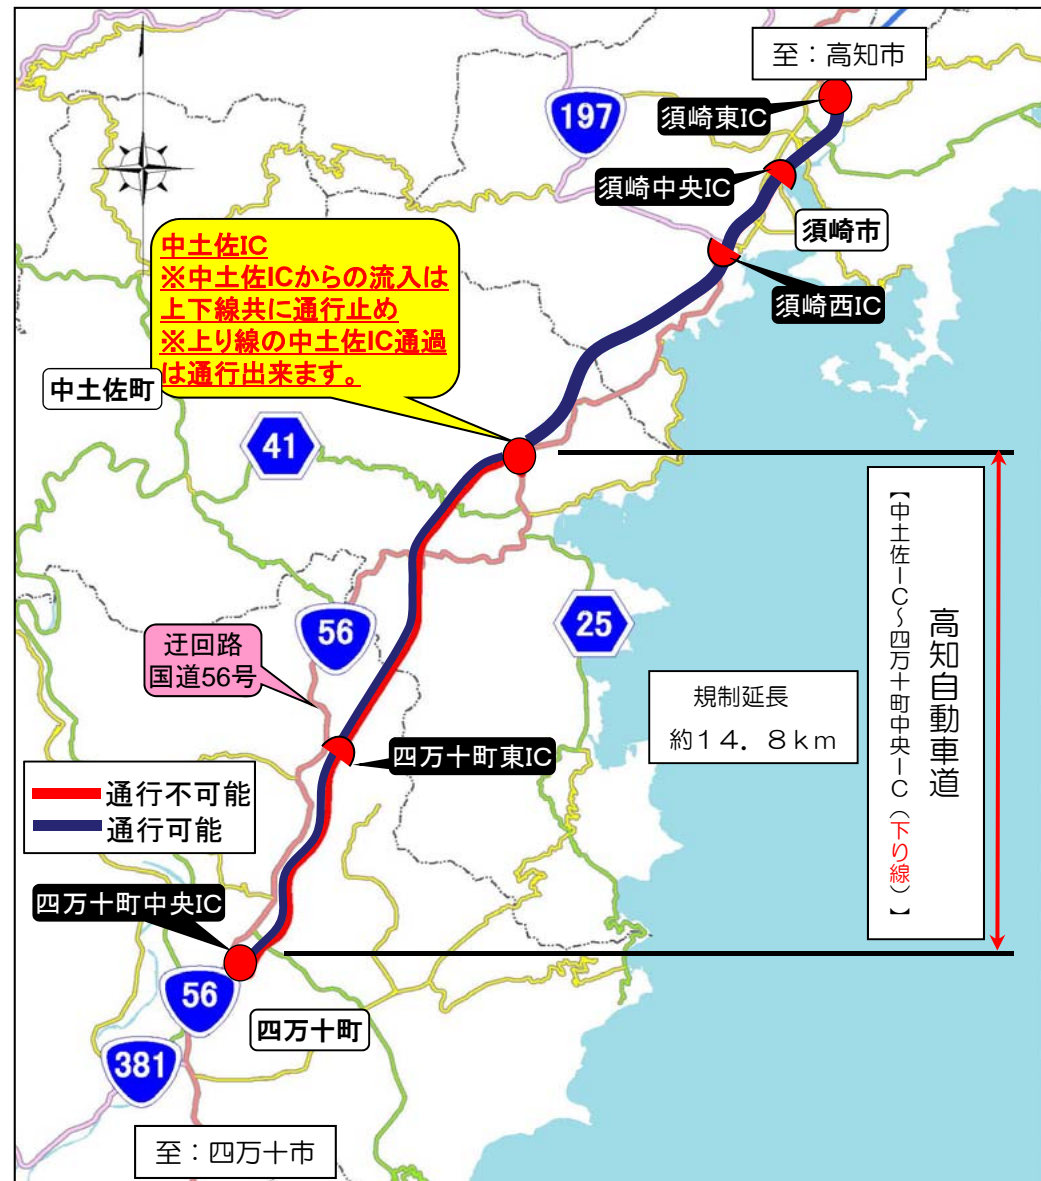 至：高知市
197
須崎東IC
須崎中央IC
須崎市
須崎西IC
中土佐IC
※中土佐ICからの流入は
上下線共に通行止め
※上り線の中土佐IC通過
は通行出来ます。
中土佐町
41
高知自動車道
【中土佐IC～四万十町中央IC（下り線）】
56
25
迂回路
国道56号
規制延長
約１４．８ｋｍ
四万十町東IC
通行不可能
通行可能
四万十町中央IC
56
四万十町
381
至：四万十市